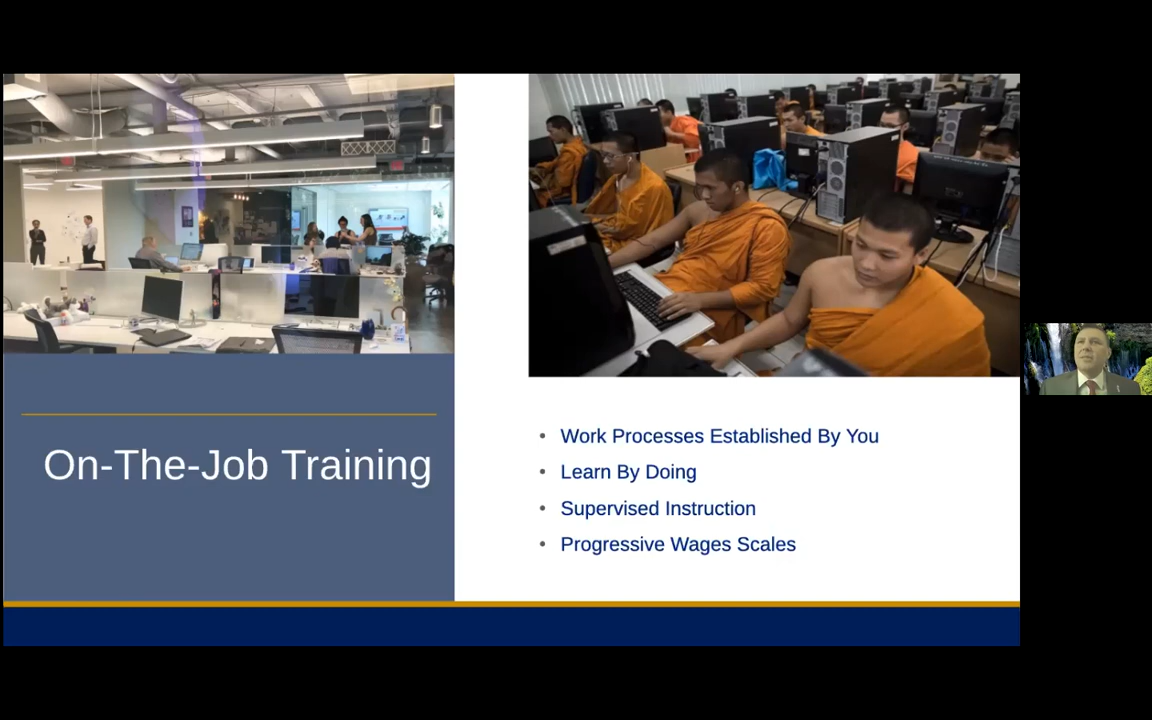 On-The-Job Training
Work Processes Established By You
Learn By Doing
Supervised Instruction
Progressive Wages Scales